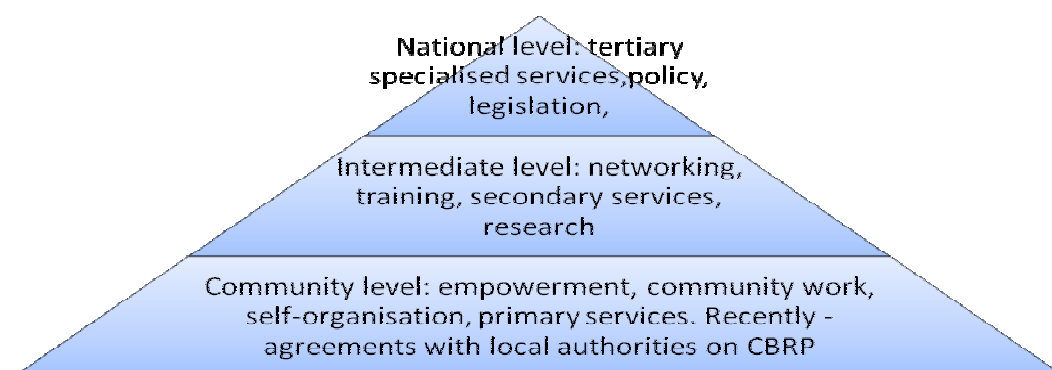 National level: tertiary
specialised services,policy,
legislation,
Intermediate level: networking,
training, secondary services,
research
Community level: empowerment, community work,
self-organisation, primary services. Recently -
agreements with local authorities on CBRP